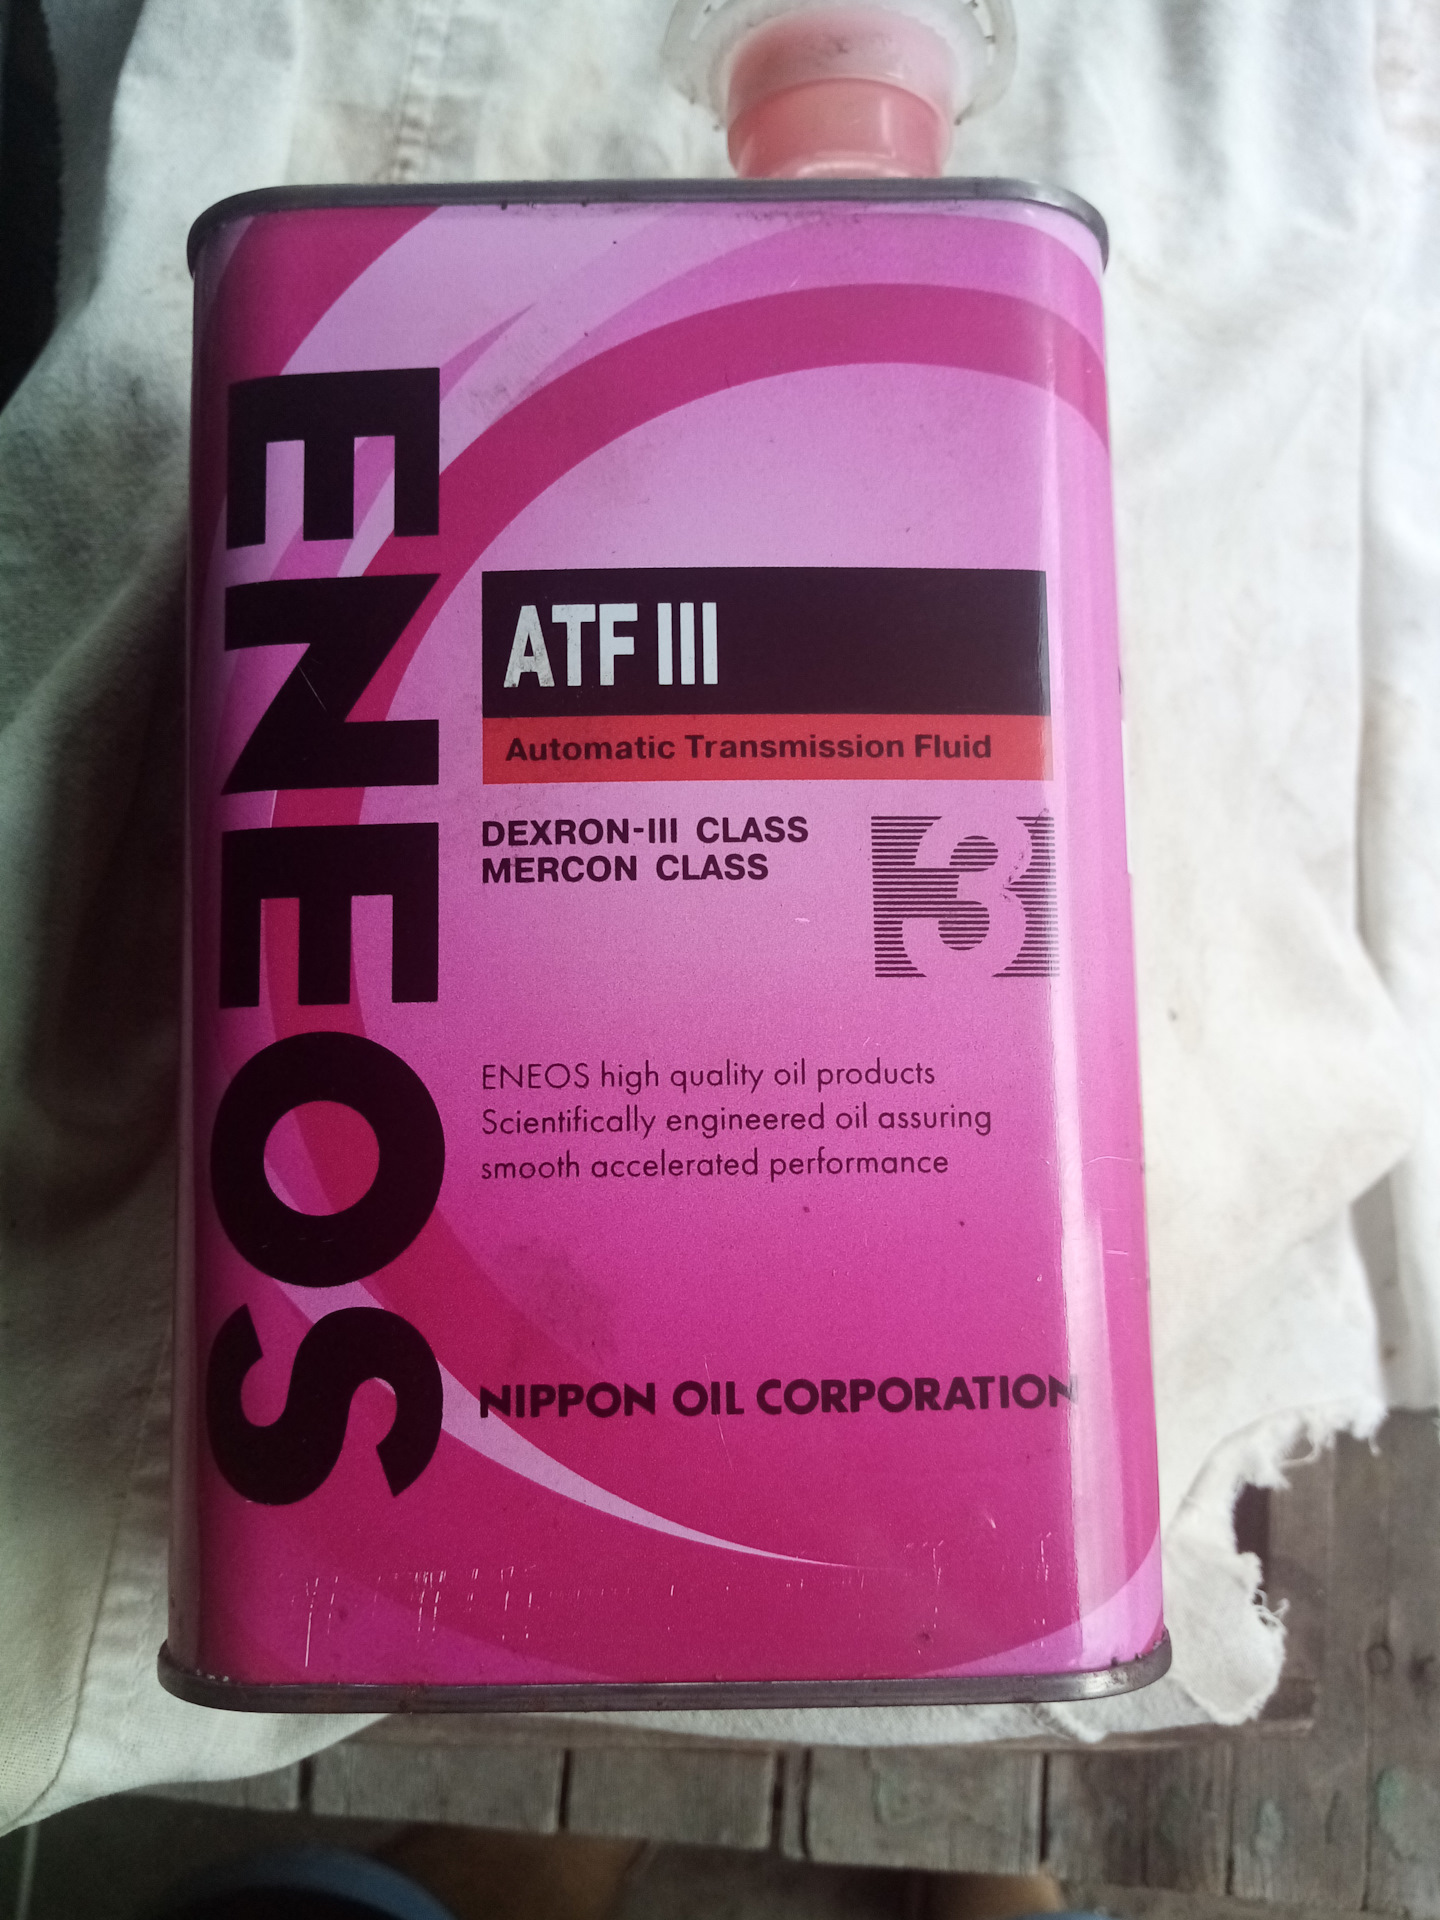 ENEOS
ATF III
Automatic Transmission Fluid
DEXRON-III CLASS
MERCON CLASS
3
ENEOS high quality oil products
Scientifically engineered oil assuring
smooth accelerated performance
NIPPON OIL CORPORATION